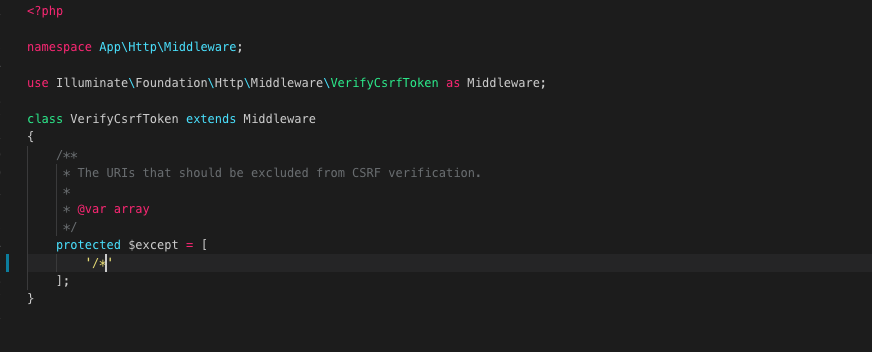 <?php
namespace App\Http\Middleware;
use Illuminate\Foundation\Http\Middleware\VerifyCsrfToken as Middleware;
class VerifyCsrfToken extends Middleware
{
/**
* The URIs that should be excluded from CSRF verification.
*
* @var array
*/
protected $except = [
'/*'
];
}